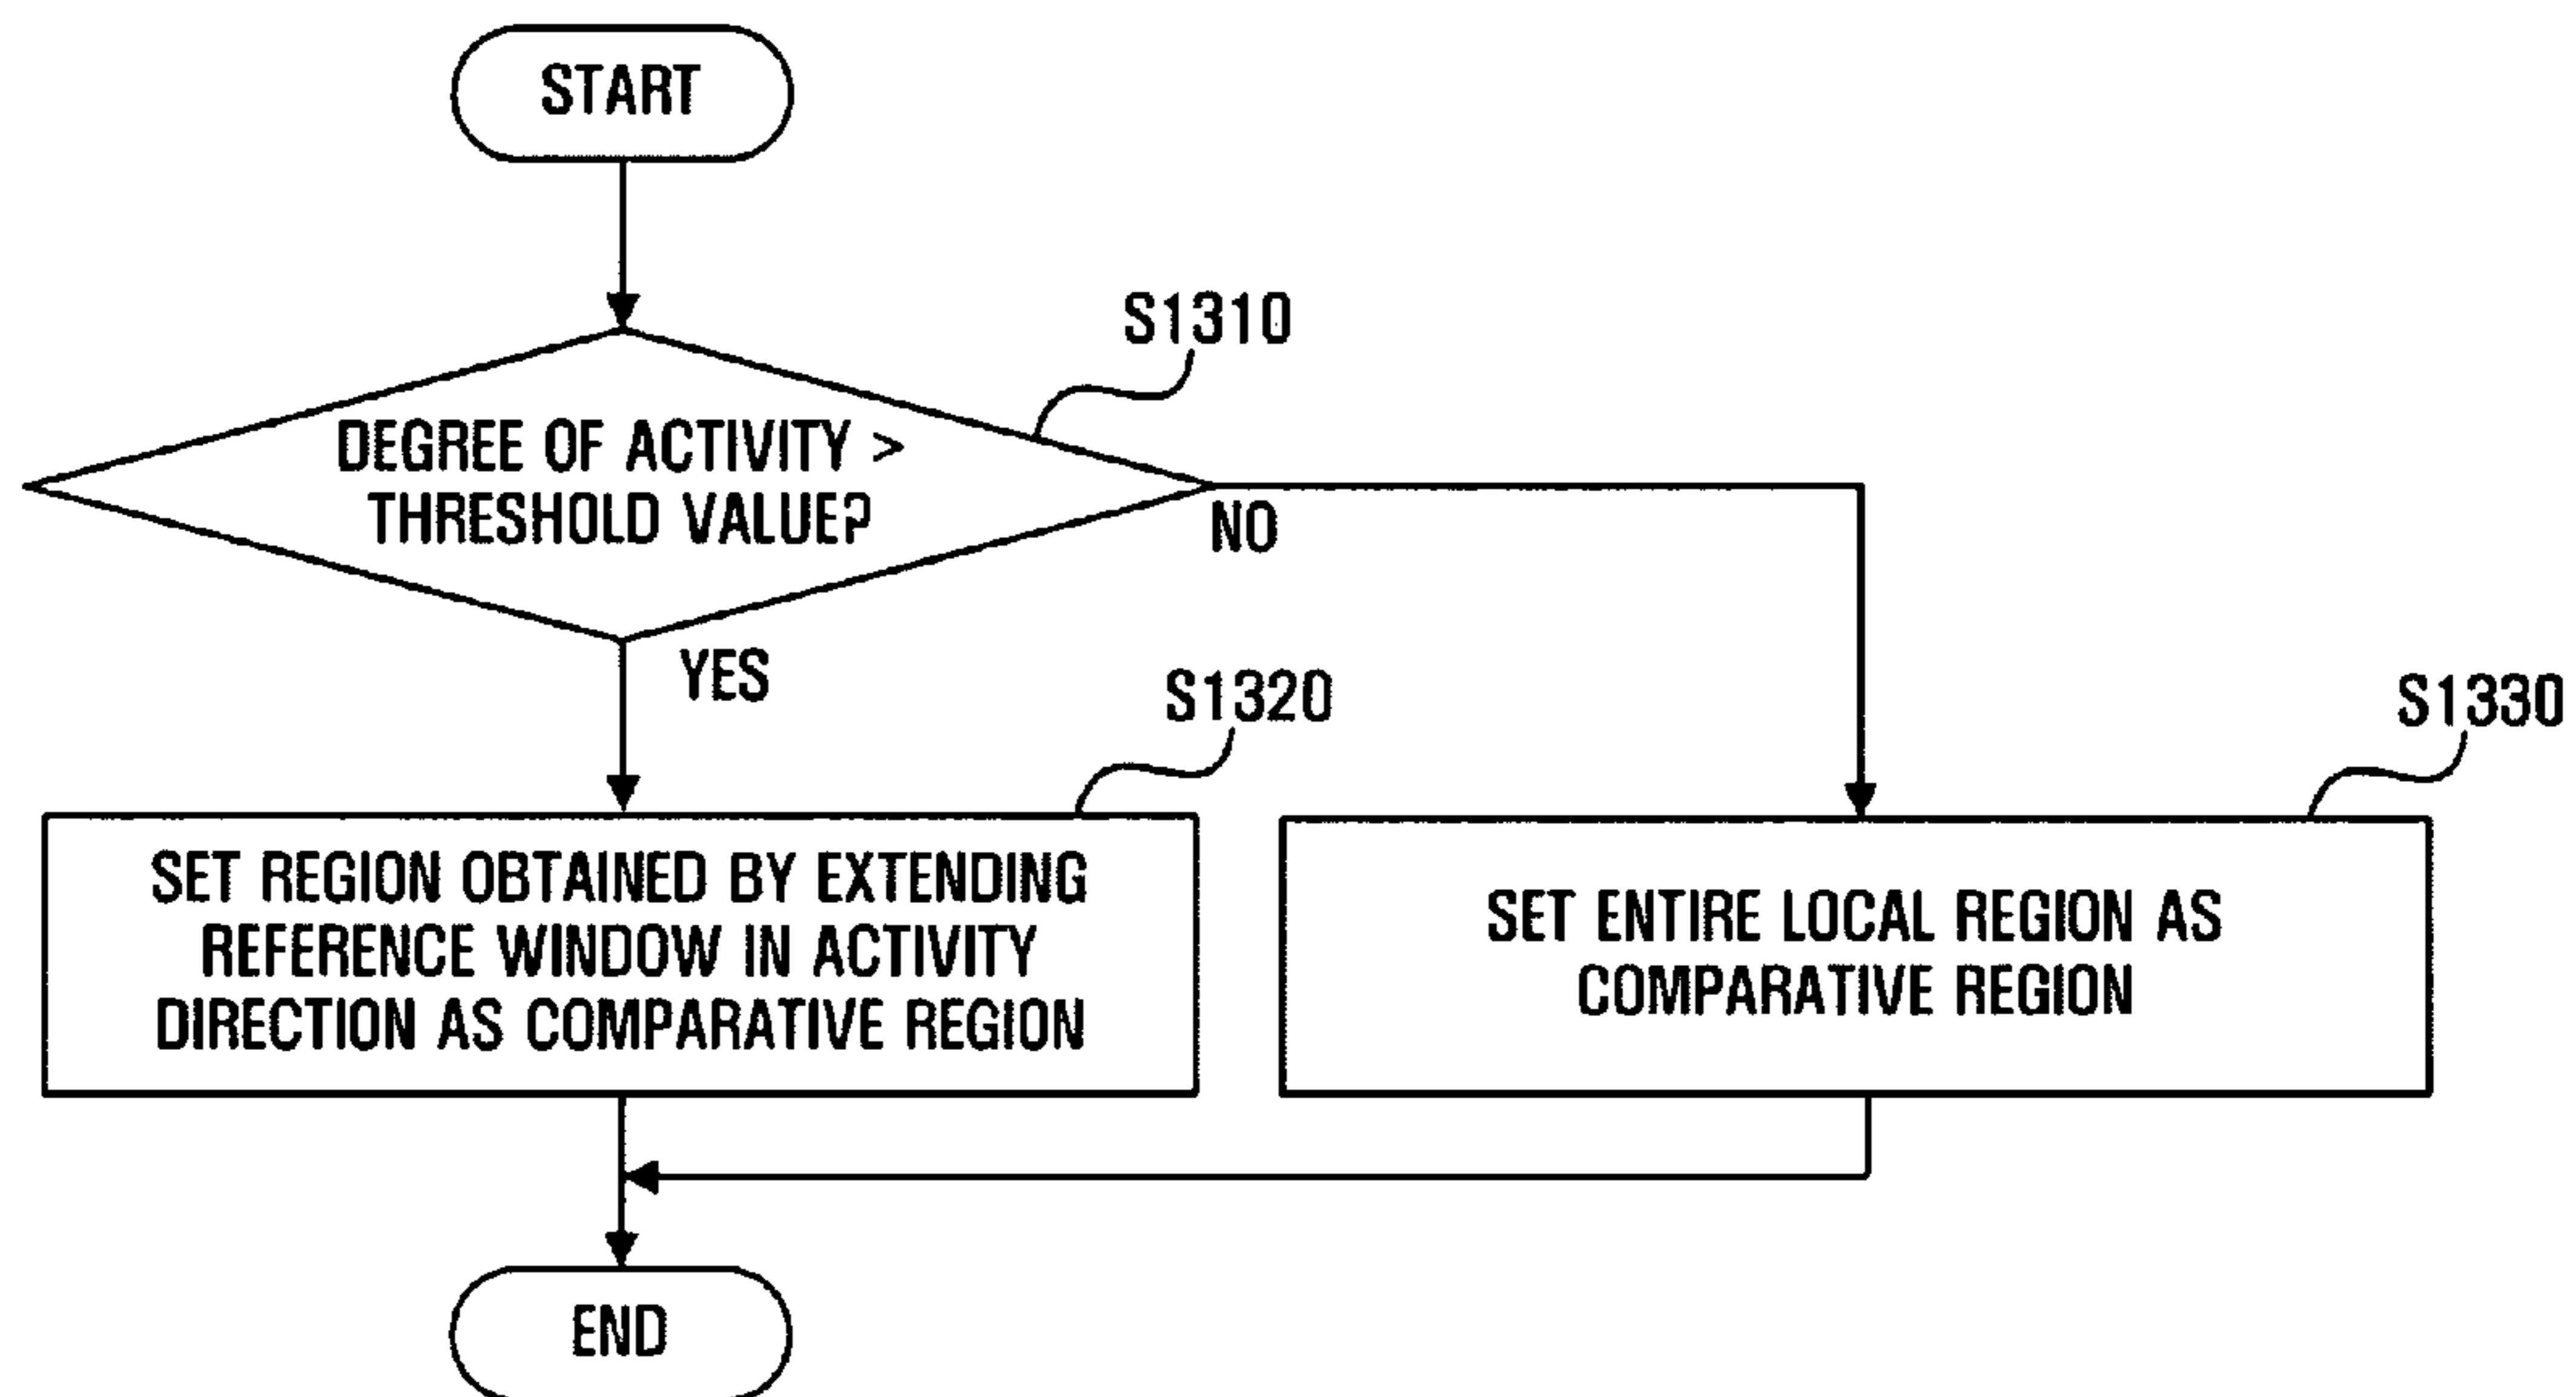 START
S1310
DEGREE OF ACTIVITY >
THRESHOLD VALUE?
NO
YES
S1320
S1330
SET REGION OBTAINED BY EXTENDING
REFERENCE WINDOW IN ACTIVITY
DIRECTION AS COMPARATIVE REGION
SET ENTIRE LOCAL REGION AS
COMPARATIVE REGION
END